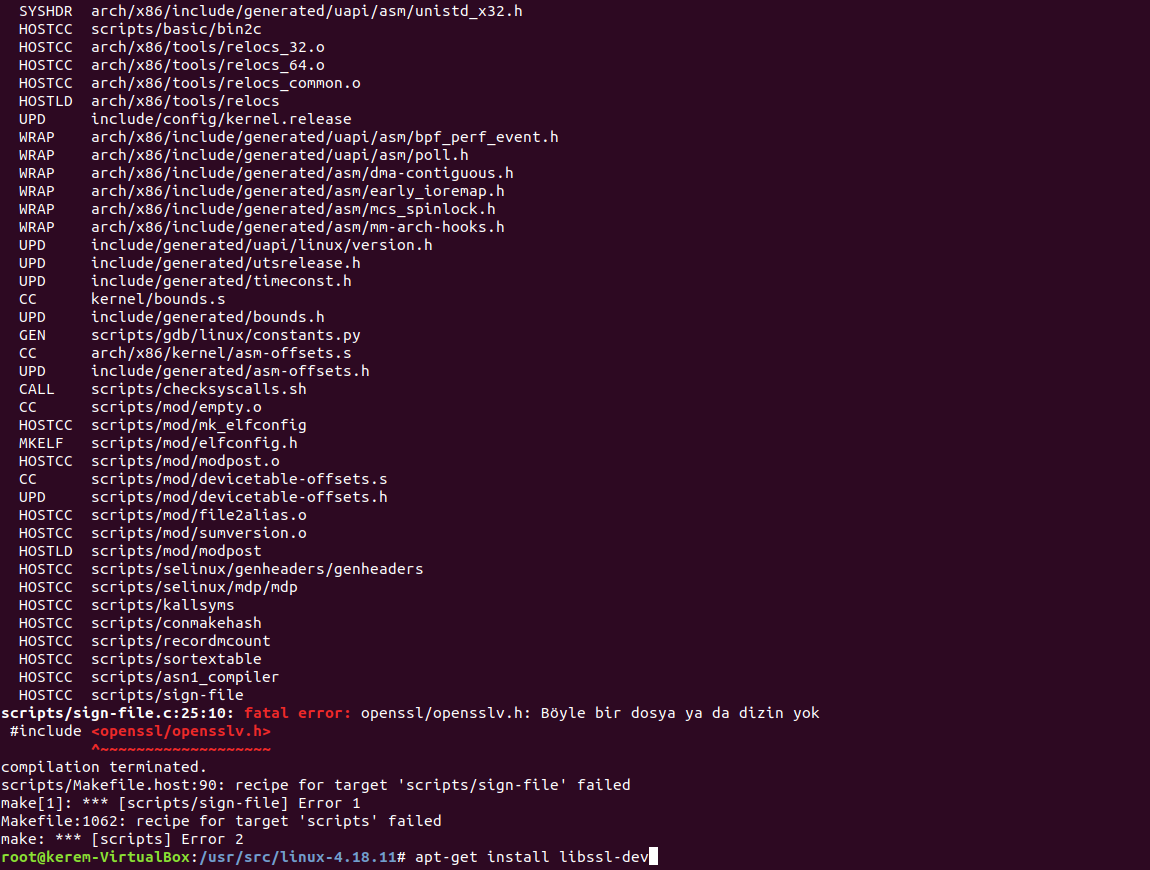 SYSHDR  arch/x86/include/generated/uapi/asm/unistd_x32.h
HOSTCC  scripts/basic/bin2c
HOSTCC  arch/x86/tools/relocs_32.o
HOSTCC  arch/x86/tools/relocs_64.o
HOSTCC  arch/x86/tools/relocs_common.o
HOSTLD  arch/x86/tools/relocs
UPD     include/config/kernel.release
WRAP    arch/x86/include/generated/uapi/asm/bpf_perf_event.h
WRAP    arch/x86/include/generated/uapi/asm/poll.h
WRAP    arch/x86/include/generated/asm/dma-contiguous.h
WRAP    arch/x86/include/generated/asm/early_ioremap.h
WRAP    arch/x86/include/generated/asm/mcs_spinlock.h
WRAP    arch/x86/include/generated/asm/mm-arch-hooks.h
UPD     include/generated/uapi/linux/version.h
UPD     include/generated/utsrelease.h
UPD     include/generated/timeconst.h
CC      kernel/bounds.s
UPD     include/generated/bounds.h
GEN     scripts/gdb/linux/constants.py
CC      arch/x86/kernel/asm-offsets.s
UPD     include/generated/asm-offsets.h
CALL    scripts/checksyscalls.sh
CC      scripts/mod/empty.o
HOSTCC  scripts/mod/mk_elfconfig
MKELF   scripts/mod/elfconfig.h
HOSTCC  scripts/mod/modpost.o
CC      scripts/mod/devicetable-offsets.s
UPD     scripts/mod/devicetable-offsets.h
HOSTCC  scripts/mod/file2alias.o
HOSTCC  scripts/mod/sumversion.o
HOSTLD  scripts/mod/modpost
HOSTCC  scripts/selinux/genheaders/genheaders
HOSTCC  scripts/selinux/mdp/mdp
HOSTCC  scripts/kallsyms
HOSTCC  scripts/conmakehash
HOSTCC  scripts/recordmcount
HOSTCC  scripts/sortextable
HOSTCC  scripts/asn1_compiler
HOSTCC  scripts/sign-file
scripts/sign-file.c:25:10: fatal error: openssl/opensslv.h: Böyle bir dosya ya da dizin yok
#include <openssl/opensslv.h>
^~~~~~~~~~~~~~~~~~~~
compilation terminated.
scripts/Makefile.host:90: recipe for target 'scripts/sign-file' failed
make[1]: *** [scripts/sign-file] Error 1
Makefile:1062: recipe for target 'scripts' failed
make: *** [scripts] Error 2
root@kerem-VirtualBox:/usr/src/linux-4.18.11# apt-get install libssl-dev